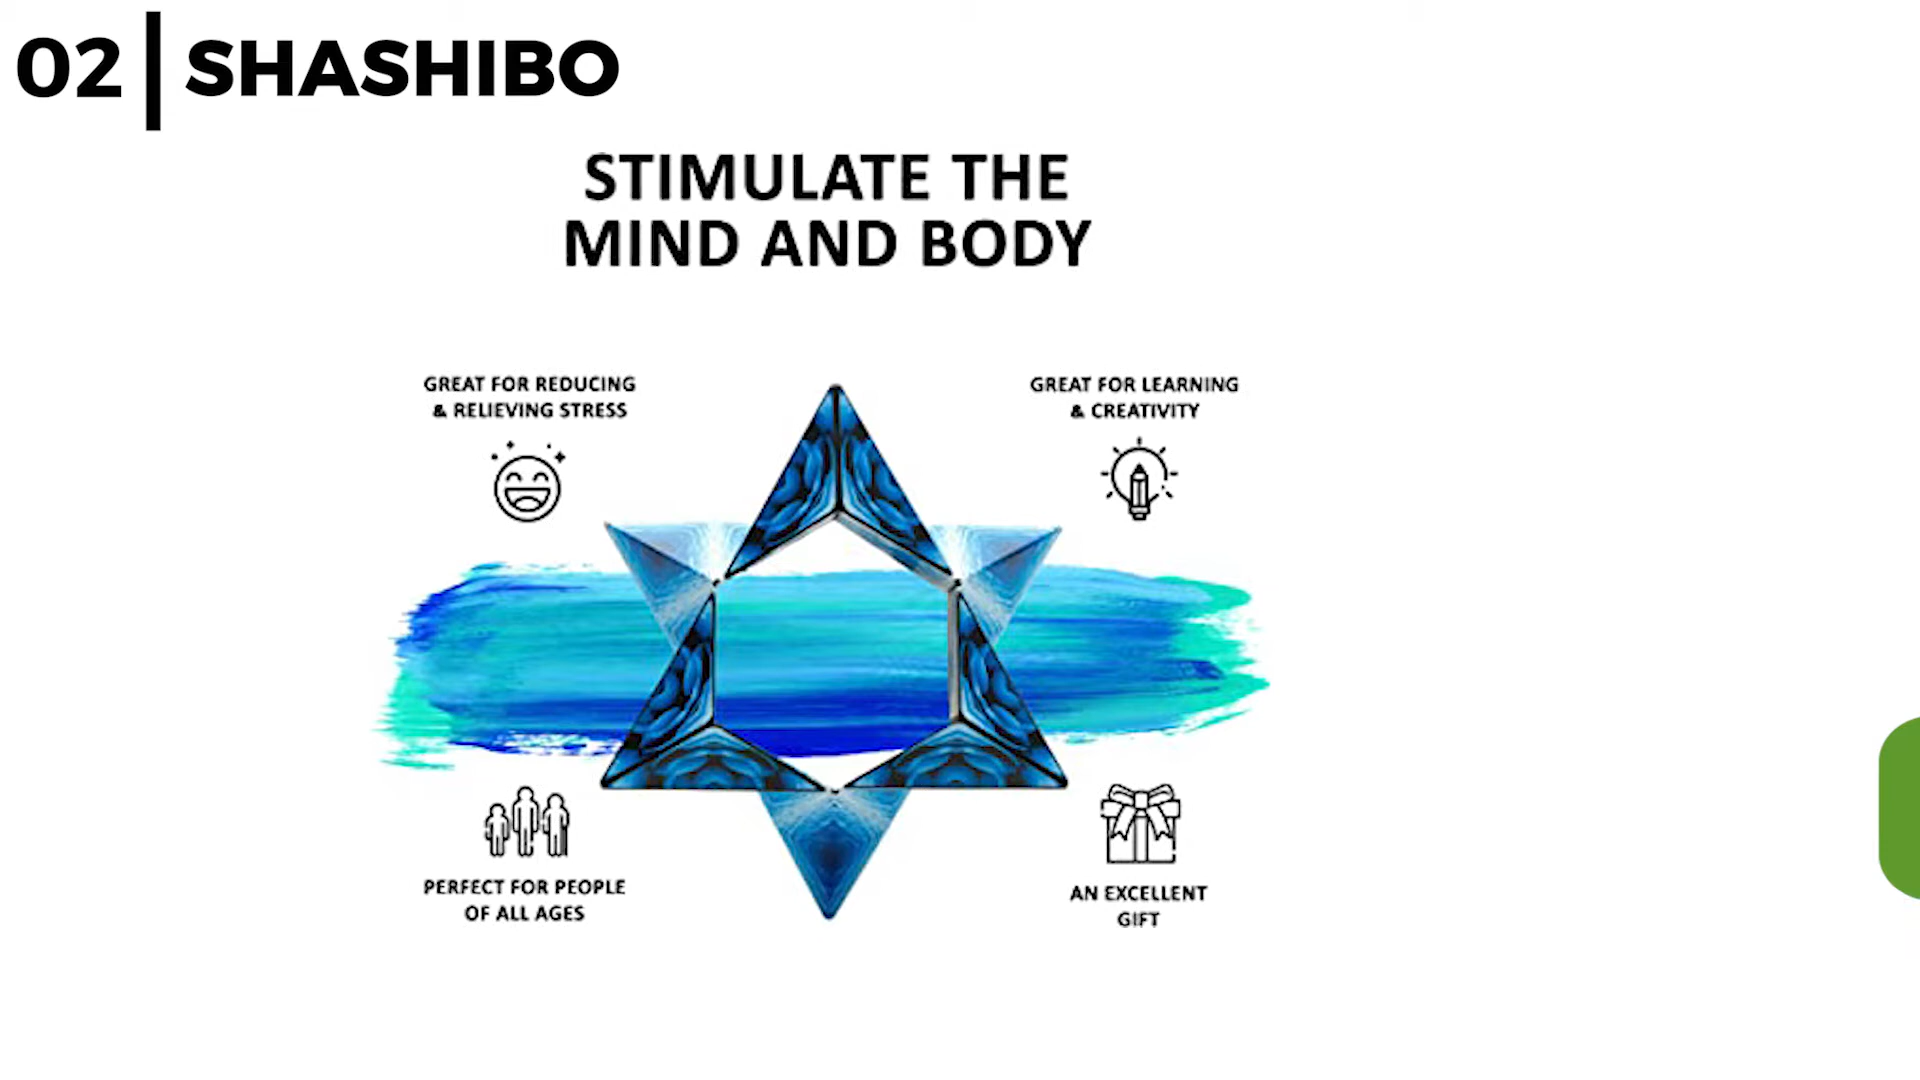 02 | SHASHIBO
STIMULATE THE
MIND AND BODY
GREAT FOR REDUCING
& RELIEVING STRESS
GREAT FOR LEARNING
& CREATIVITY
PERFECT FOR PEOPLE
OF ALL AGES
AN EXCELLENT
GIFT